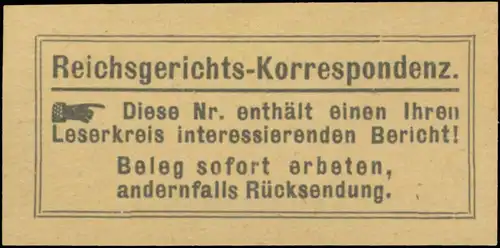 Reichsgerichts-Korrespondenz.
Diese Nr. enthält einen Ihren
Leserkreis interessierenden Bericht!
Beleg sofort erbeten,
andernfalls Rücksendung.